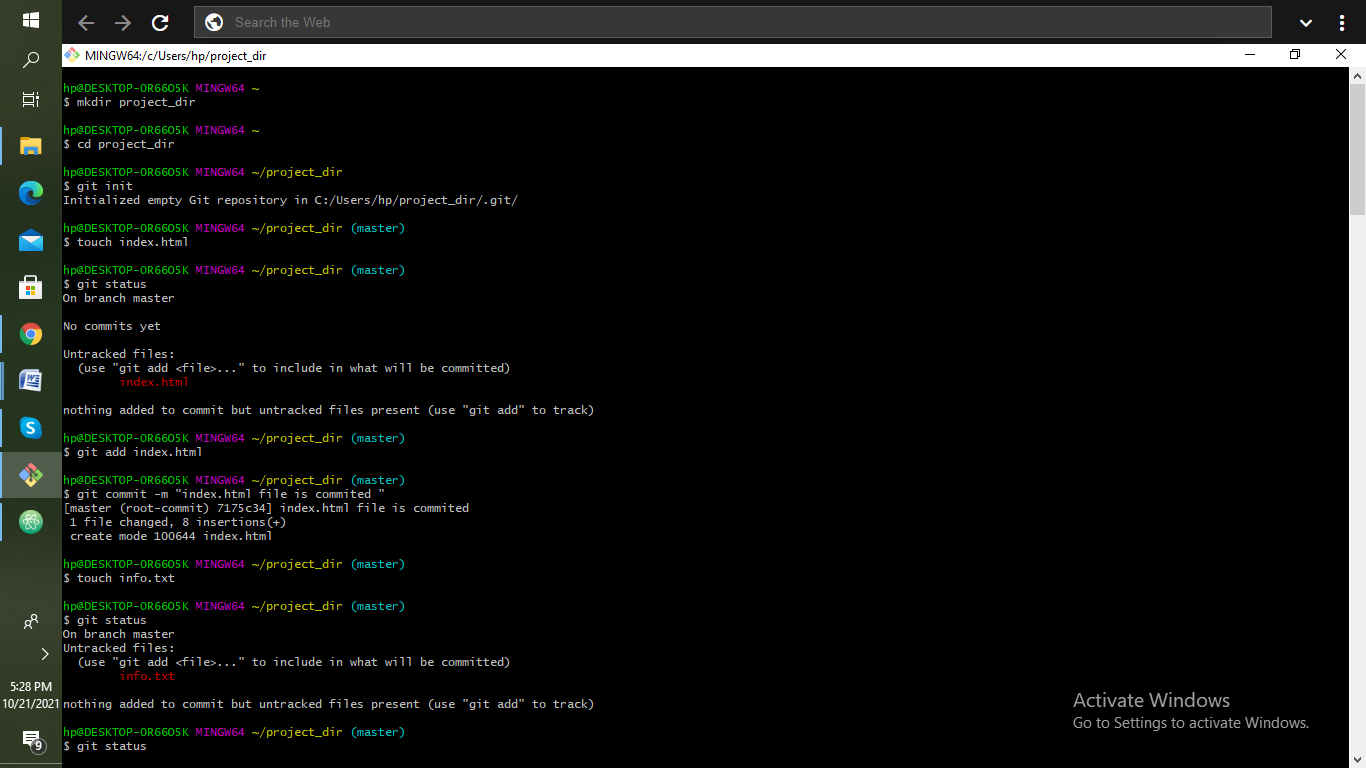 Search the Web
MINGW64:/c/Users/hp/project_dir
hp@DESKTOP-OR66O5K MINGW64 ~
$ mkdir project_dir
hp@DESKTOP-OR66O5K MINGW64 ~
$ cd project_dir
hp@DESKTOP-OR66O5K MINGW64 ~/project_dir
$ git init
Initialized empty Git repository in C:/Users/hp/project_dir/.git/
hp@DESKTOP-OR66O5K MINGW64 ~/project_dir (master)
$ touch index.html
hp@DESKTOP-OR66O5K MINGW64 ~/project_dir (master)
$ git status
On branch master
No commits yet
Untracked files:
  (use "git add <file>..." to include in what will be committed)
        index.html
nothing added to commit but untracked files present (use "git add" to track)
hp@DESKTOP-OR66O5K MINGW64 ~/project_dir (master)
$ git add index.html
hp@DESKTOP-OR66O5K MINGW64 ~/project_dir (master)
$ git commit -m "index.html file is commited "
[master (root-commit) 7175c34] index.html file is commited
 1 file changed, 8 insertions(+)
 create mode 100644 index.html
hp@DESKTOP-OR66O5K MINGW64 ~/project_dir (master)
$ touch info.txt
hp@DESKTOP-OR66O5K MINGW64 ~/project_dir (master)
$ git status
On branch master
Untracked files:
  (use "git add <file>..." to include in what will be committed)
        info.txt
nothing added to commit but untracked files present (use "git add" to track)
hp@DESKTOP-OR66O5K MINGW64 ~/project_dir (master)
$ git status
Activate Windows
Go to Settings to activate Windows.
W
S
5:28 PM
10/21/2021
9